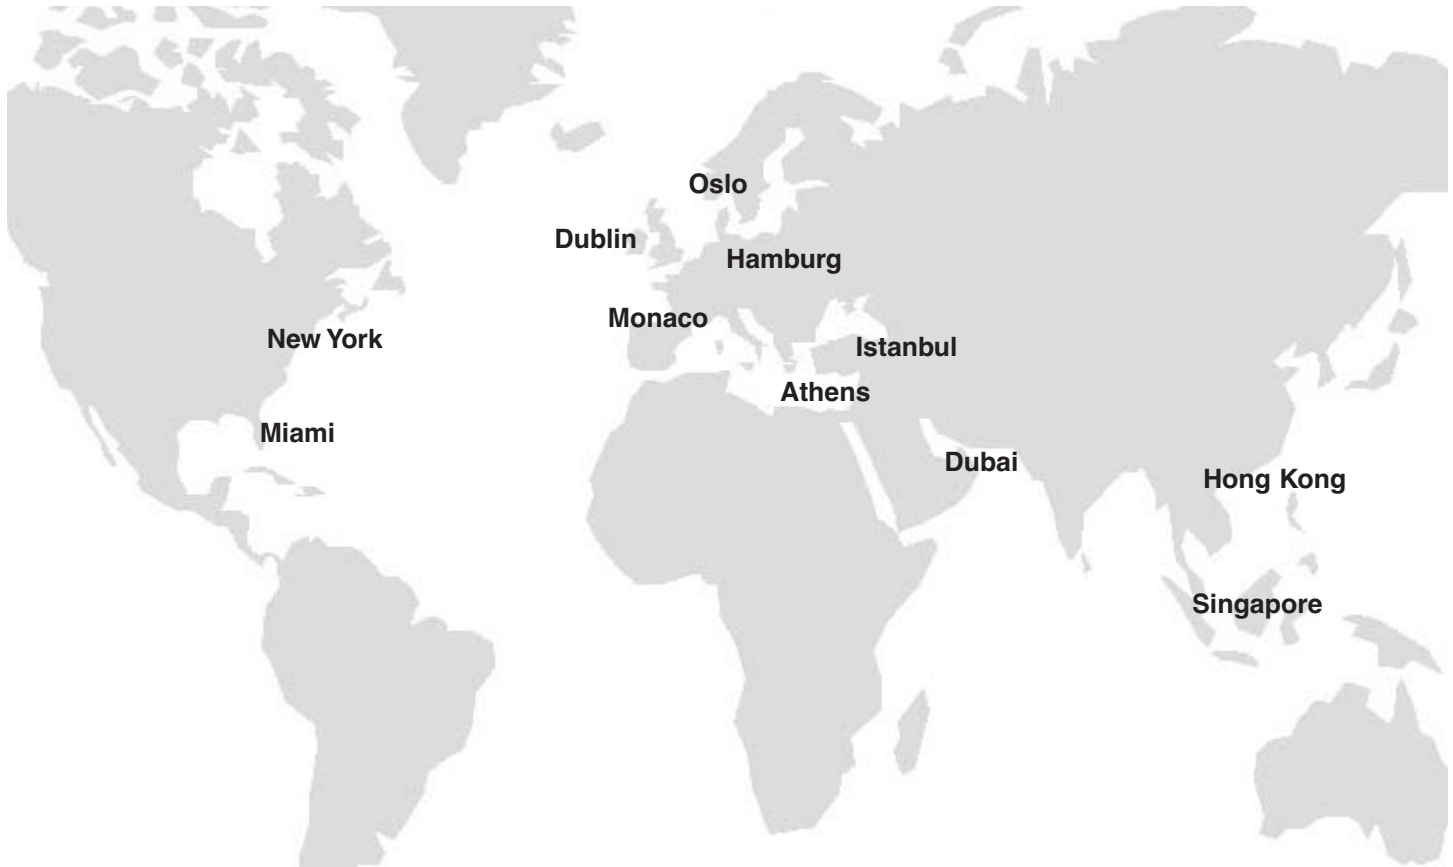 Oslo
Dublin
Hamburg
Monaco
New York
Istanbul
Athens
Miami
Dubai
Hong Kong
Singapore